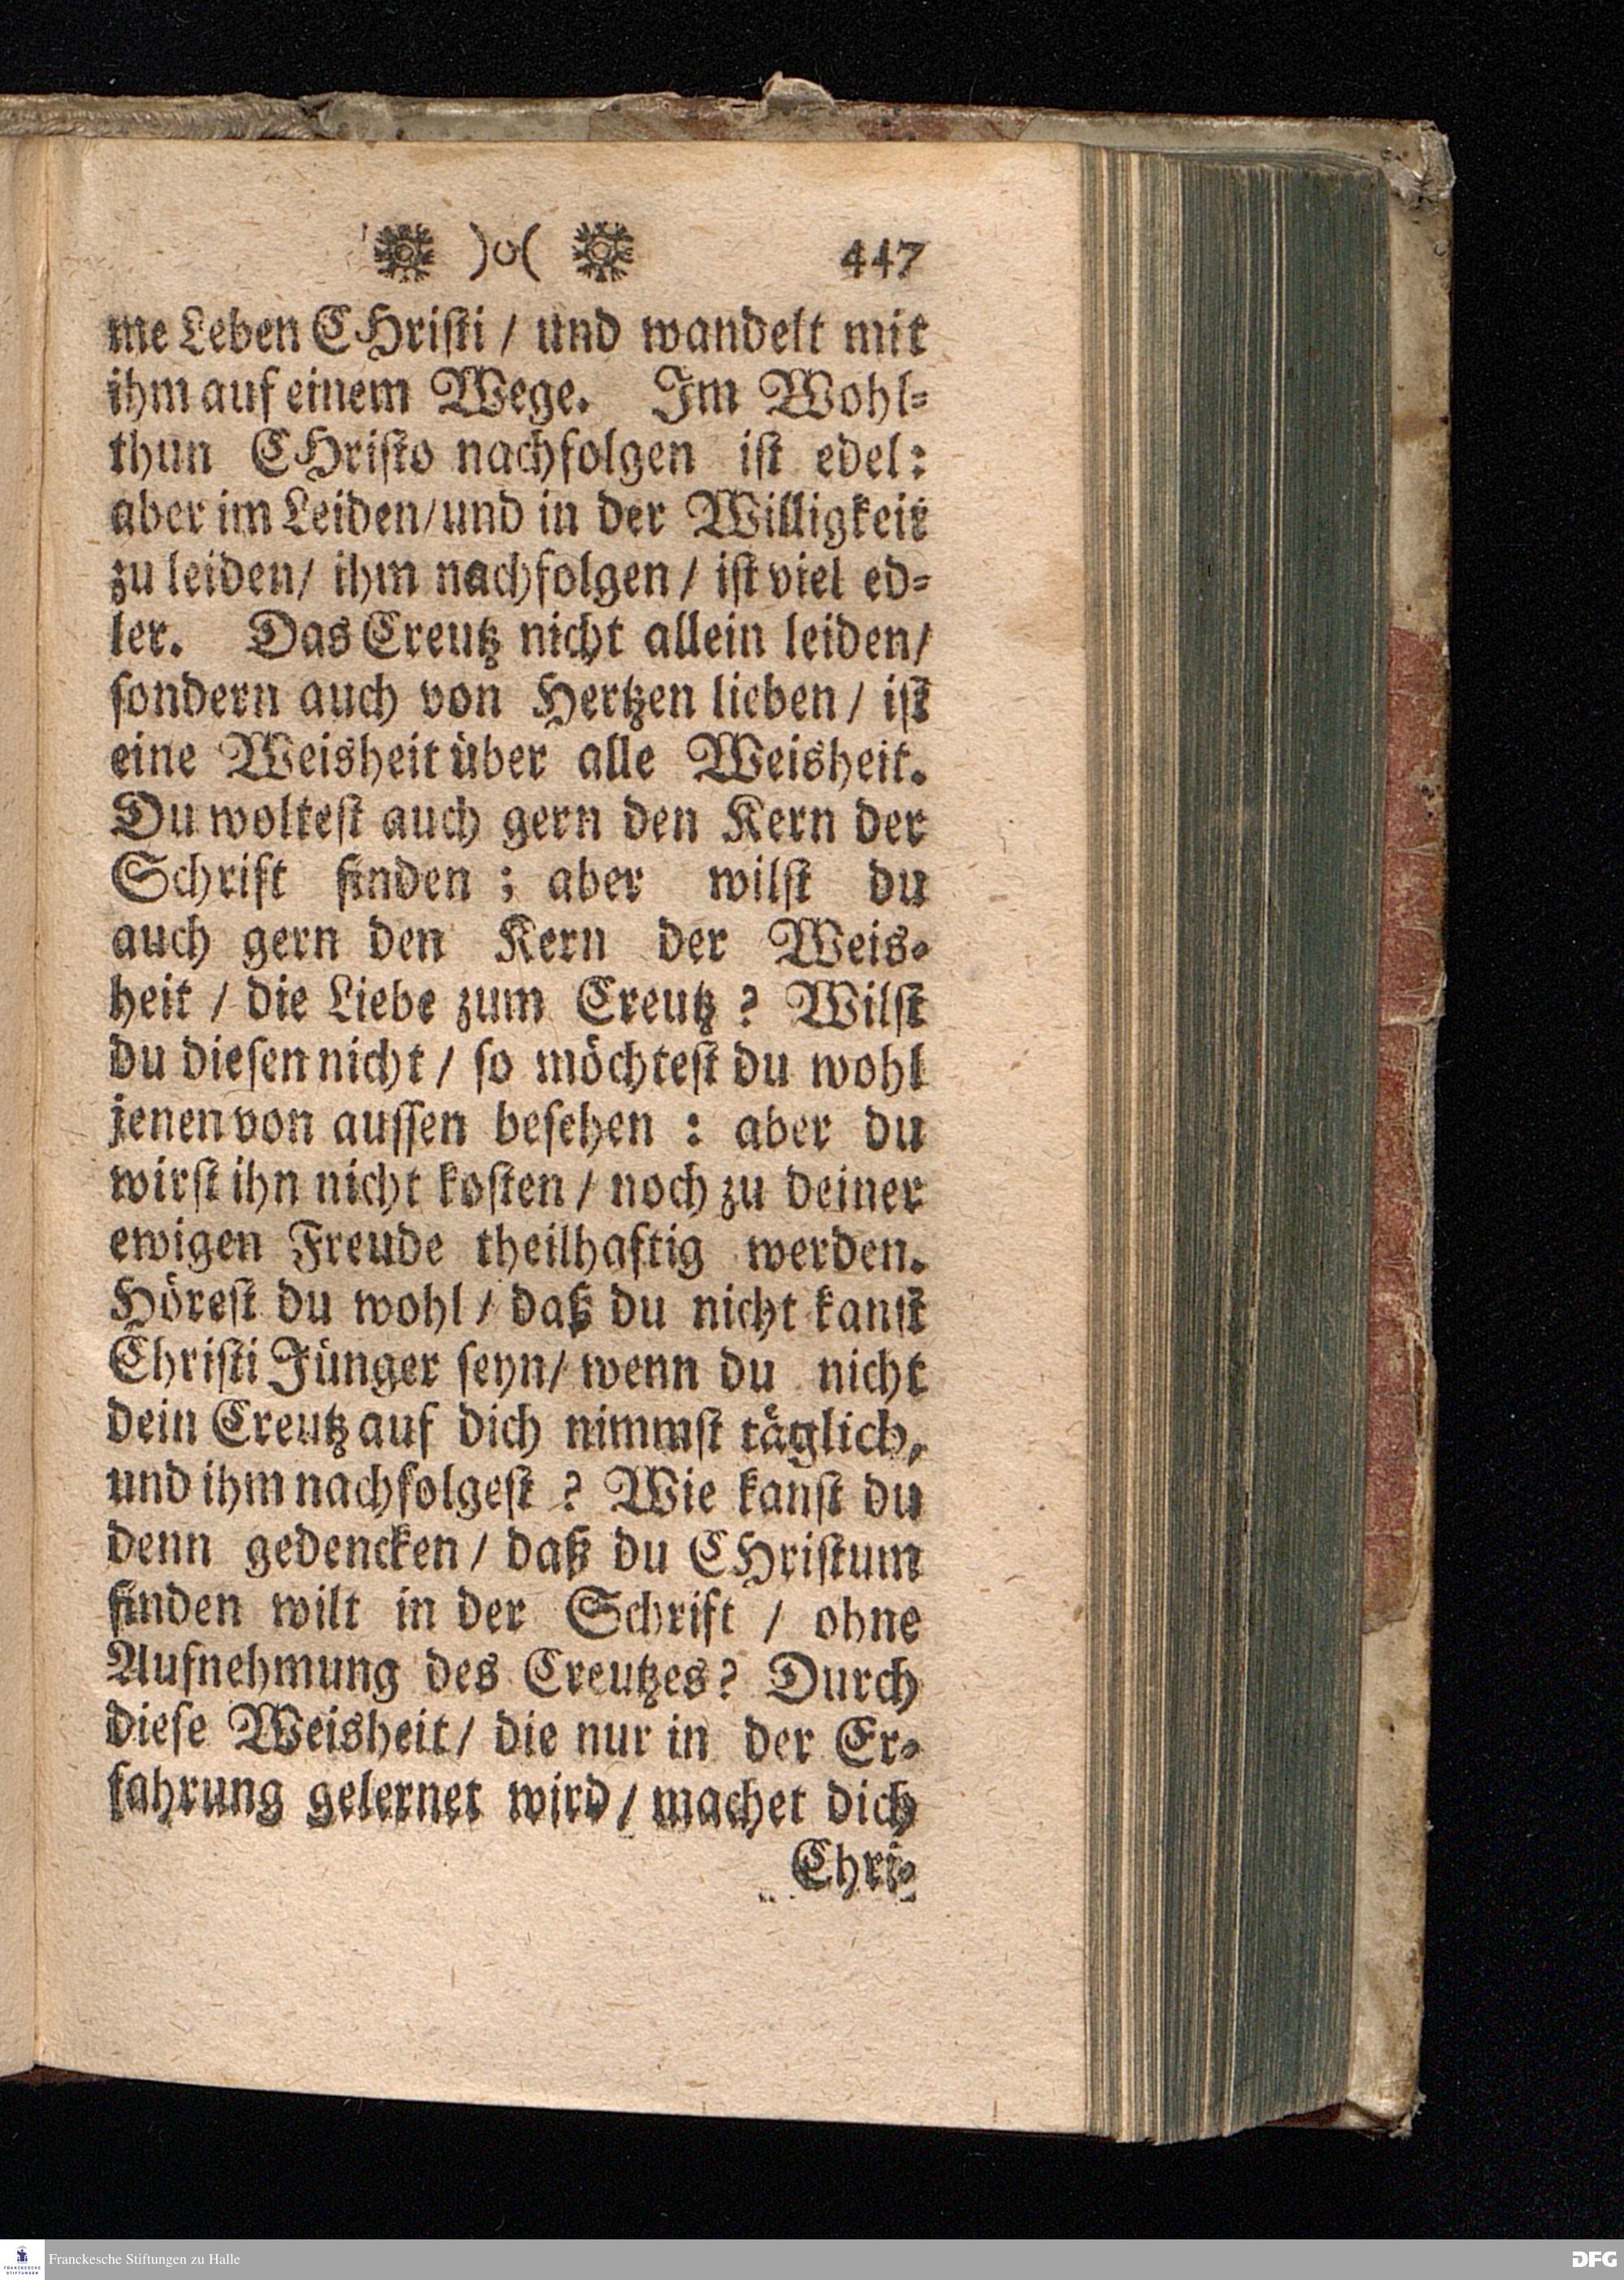 )o( 447
me Leben CHriſti / und wandelt mit
ihm auf einem Wege. Im Wohl=
thun CHriſto nachfolgen iſt edel:
aber im Leiden/ und in der Willigkeit
zu leiden/ ihm nachfolgen / iſt viel ed=
ler. Das Creutz nicht allein leiden/
ſondern auch von Hertzen lieben / iſt
eine Weisheit über alle Weisheit.
Du wolteſt auch gern den Kern der
Schrift finden ; aber wilſt du
auch gern den Kern der Weis=
heit / die Liebe zum Creutz ? Wilſt
du dieſen nicht / ſo möchteſt du wohl
jenen von auſſen beſehen : aber du
wirſt ihn nicht koſten / noch zu deiner
ewigen Freude theilhaftig werden.
Höreſt du wohl / daß du nicht kanſt
Chriſti Jünger ſeyn/ wenn du nicht
dein Creutz auf dich nimmſt täglich,
und ihm nachfolgeſt ? Wie kanſt du
denn gedencken / daß du CHriſtum
finden wilt in der Schrift / ohne
Aufnehmung des Creutzes? Durch
dieſe Weisheit / die nur in der Er=
fahrung gelernet wird / machet dich
Chri=
Franckesche Stiftungen zu Halle
DFG